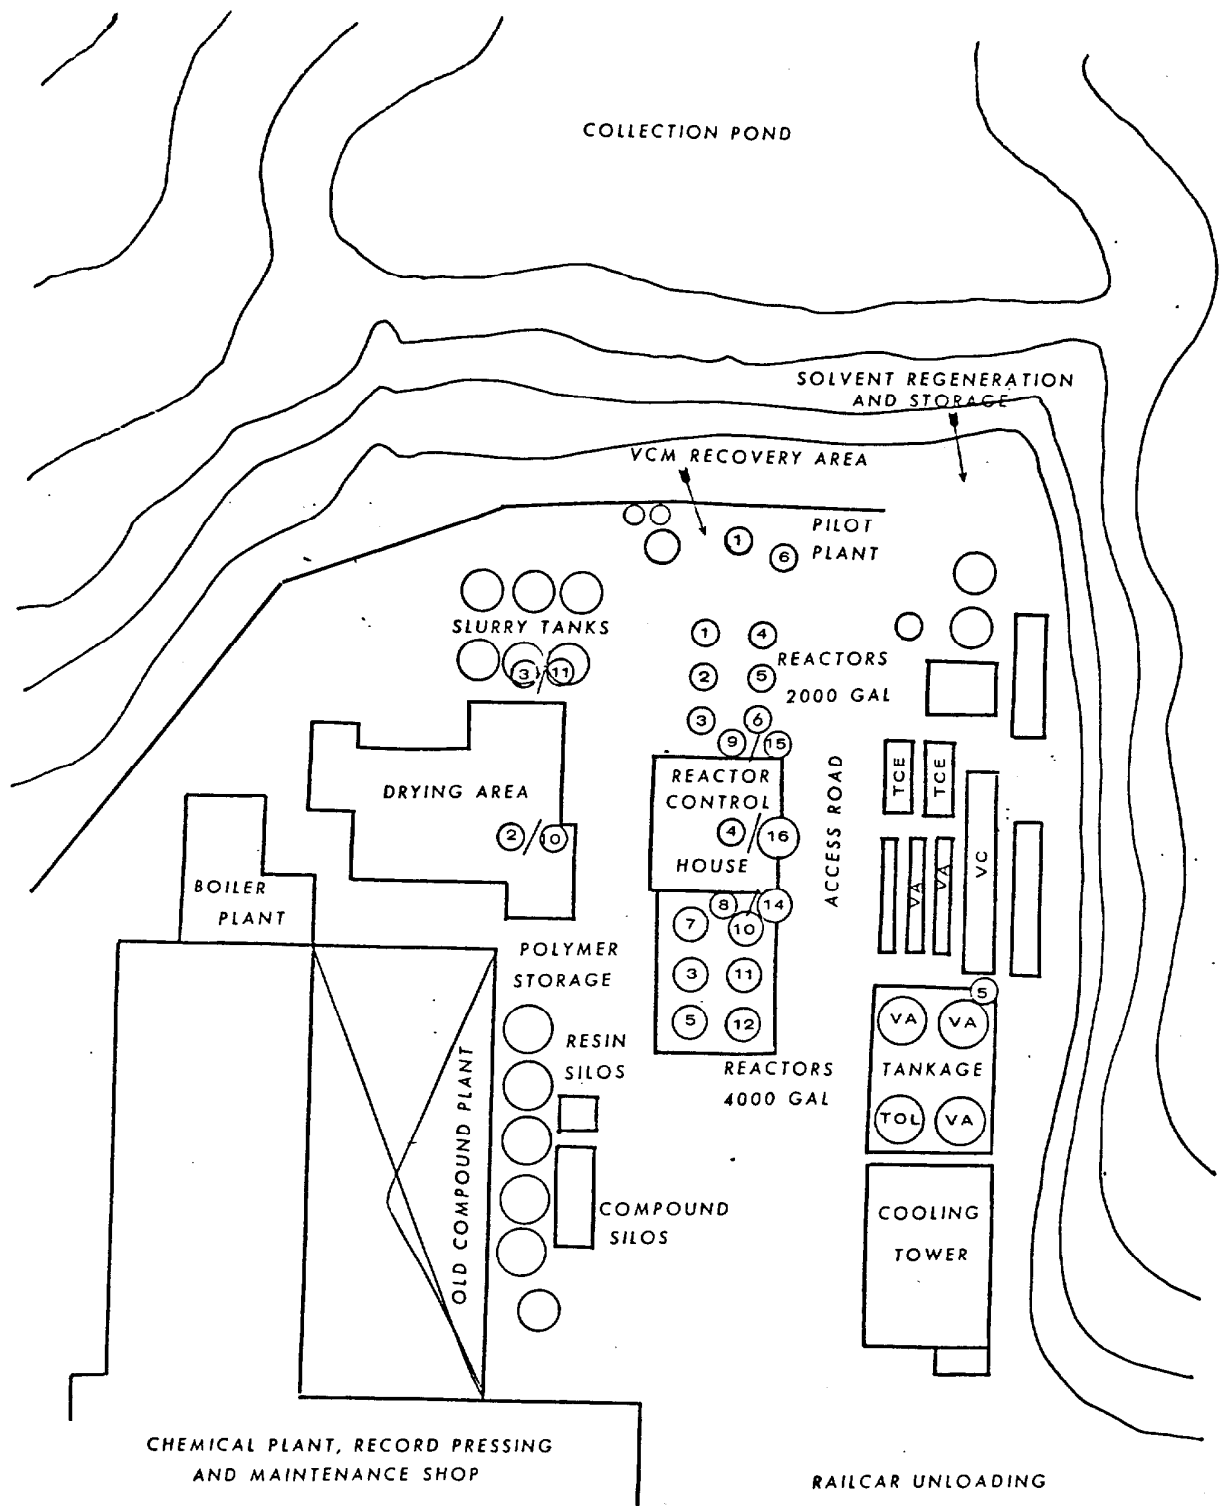 COLLECTION POND
SOLVENT REGENERATION
AND STORAGE
VCM RECOVERY AREA
PILOT
PLANT
1
6
SLURRY TANKS
3 / 11
1
4
2
5
3
6
REACTORS
2000 GAL
9 / 15
DRYING AREA
2 / 10
REACTOR
CONTROL
4 / 16
HOUSE
ACCESS ROAD
TCE
TCE
VA
VA
VC
BOILER
PLANT
8 / 14
7
10
3
11
5
12
REACTORS
4000 GAL
POLYMER
STORAGE
RESIN
SILOS
OLD COMPOUND PLANT
COMPOUND
SILOS
5
VA
VA
TANKAGE
TOL
VA
COOLING
TOWER
CHEMICAL PLANT, RECORD PRESSING
AND MAINTENANCE SHOP
RAILCAR UNLOADING